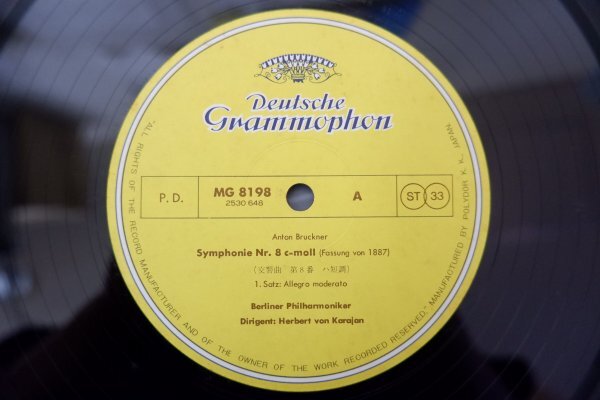 Deutsche
Grammophon
P. D.
MG 8198
2530 648
A
ST 33
Anton Bruckner
Symphonie Nr. 8 c-moll (Fassung von 1887)
(交響曲 第8番 ハ短調)
1. Satz: Allegro moderato
Berliner Philharmoniker
Dirigent: Herbert von Karajan
"ALL RIGHTS OF THE RECORD MANUFACTURER AND OF THE OWNER OF THE WORK RECORDED RESERVED." MANUFACTURED BY POLYDOR K. K., JAPAN.